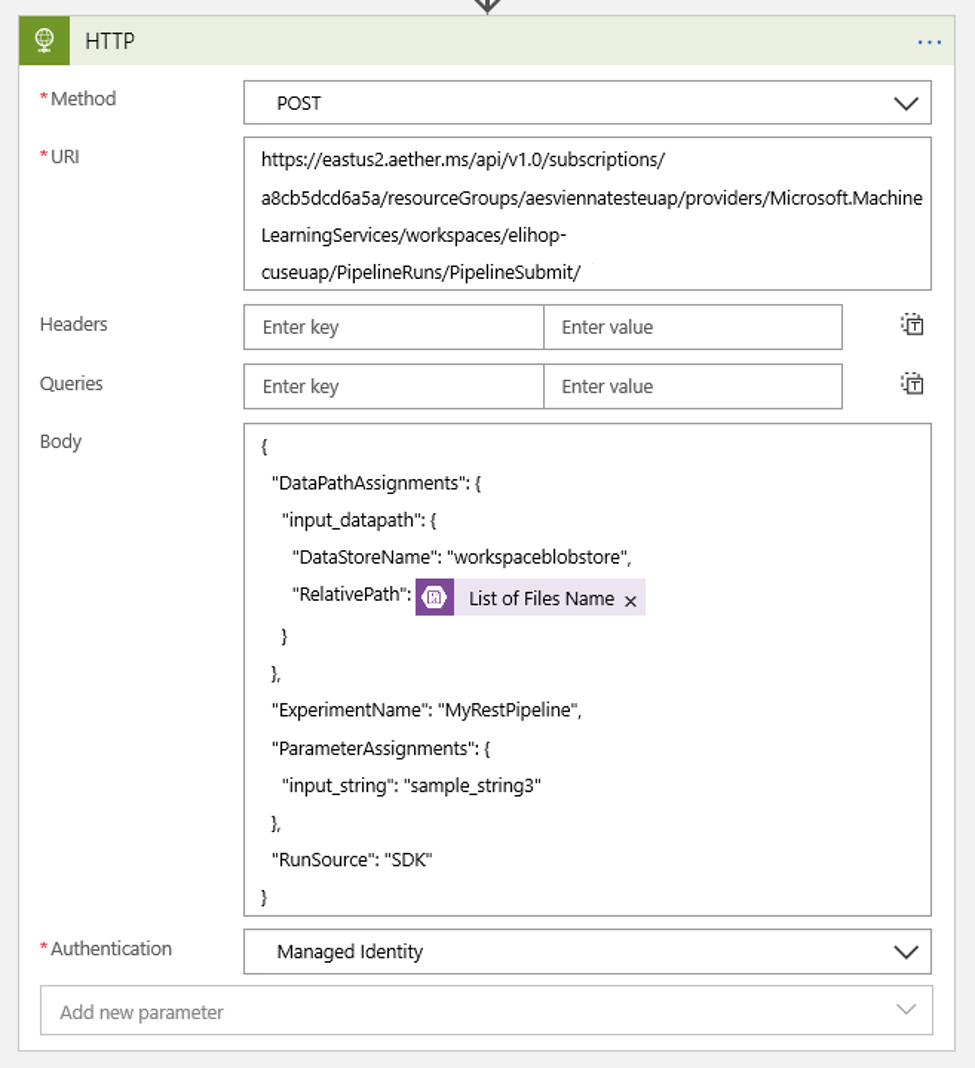 HTTP
* Method
POST
* URI
https://eastus2.aether.ms/api/v1.0/subscriptions/
a8cb5dcd6a5a/resourceGroups/aesviennatesteuap/providers/Microsoft.Machine
LearningServices/workspaces/elihop-
cuseuap/PipelineRuns/PipelineSubmit/
Headers
Enter key
Enter value
Queries
Enter key
Enter value
Body
{
"DataPathAssignments": {
"input_datapath": {
"DataStoreName": "workspaceblobstore",
"RelativePath": List of Files Name ×
}
},
"ExperimentName": "MyRestPipeline",
"ParameterAssignments": {
"input_string": "sample_string3"
},
"RunSource": "SDK"
}
* Authentication
Managed Identity
Add new parameter